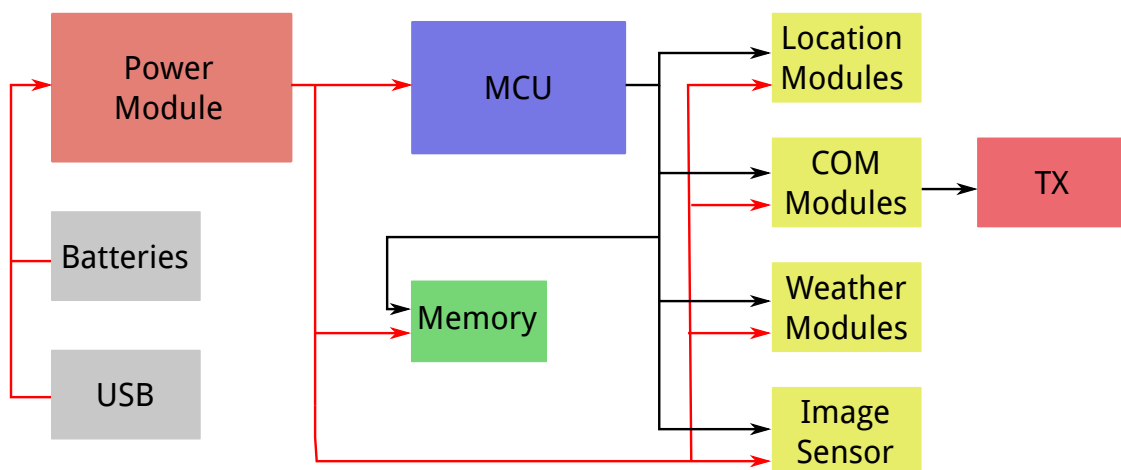 Power
Module
MCU
Location
Modules
COM
Modules
TX
Batteries
Memory
Weather
Modules
USB
Image
Sensor